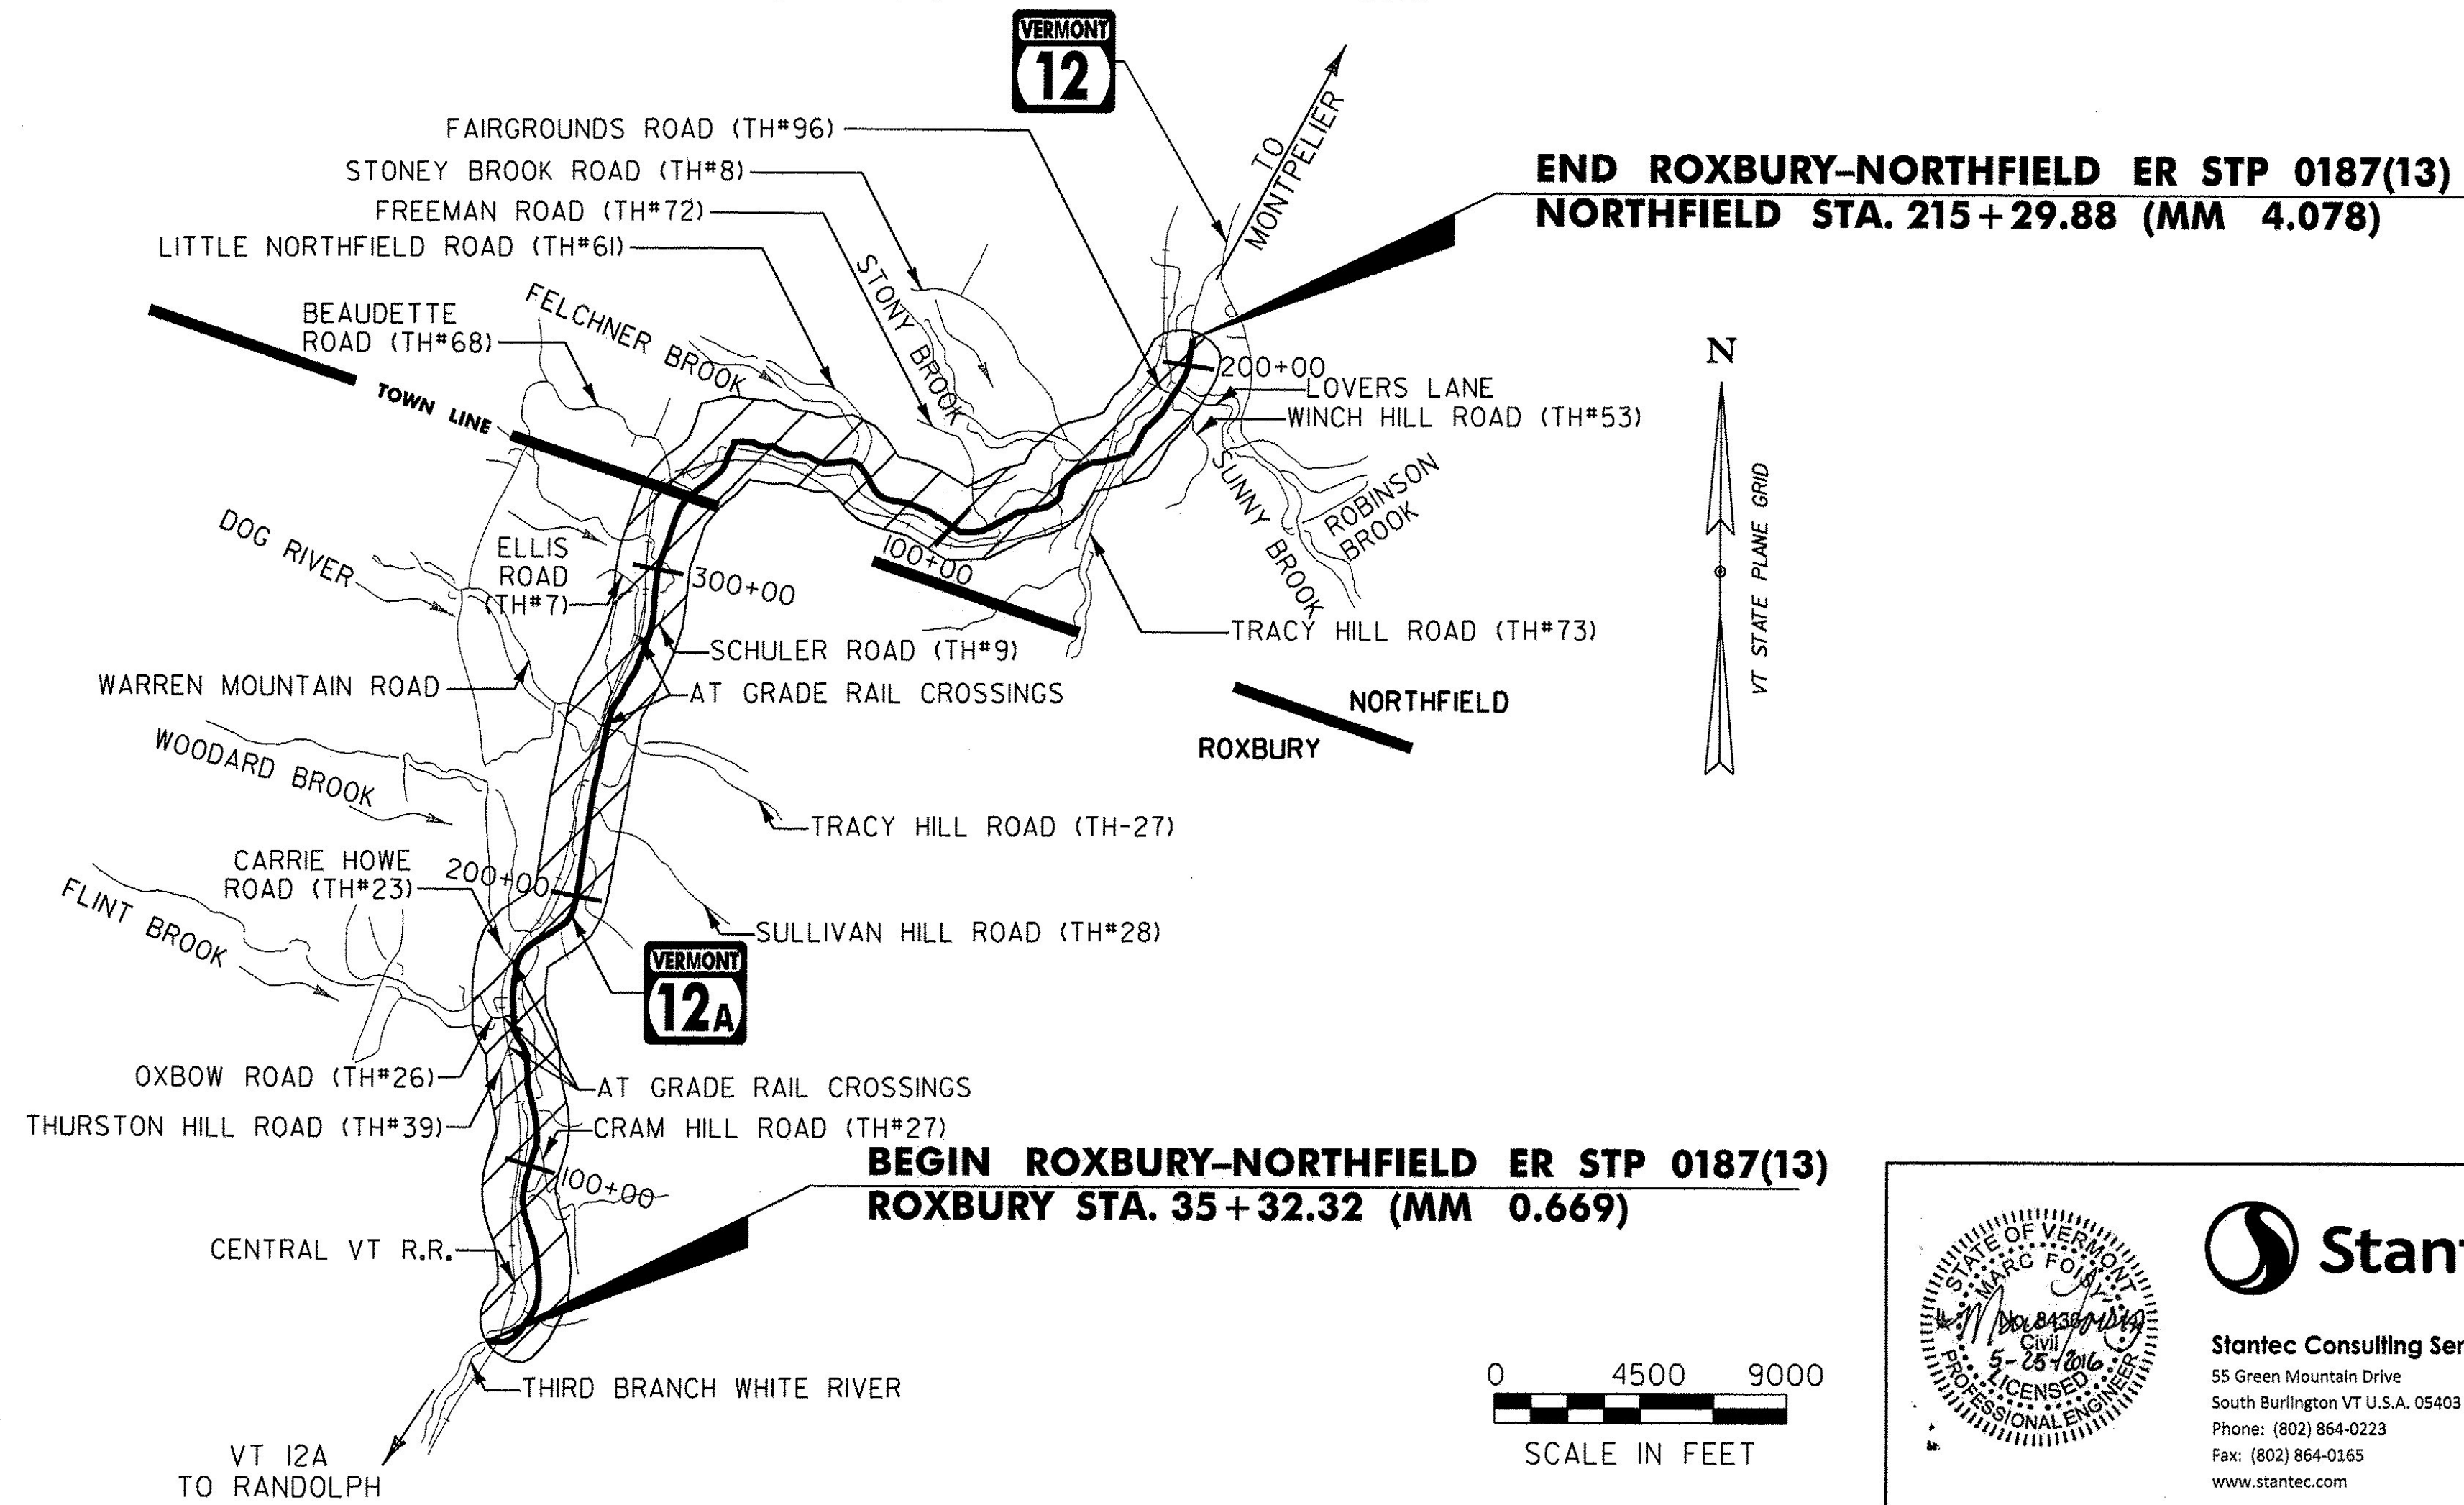 VERMONT
12
TO
MONTPELIER
FAIRGROUNDS ROAD (TH#96)
STONEY BROOK ROAD (TH#8)
FREEMAN ROAD (TH#72)
LITTLE NORTHFIELD ROAD (TH#61)
END ROXBURY–NORTHFIELD ER STP 0187(13)
NORTHFIELD STA. 215+29.88 (MM 4.078)
BEAUDETTE
ROAD (TH#68)
FELCHNER BROOK
STONY BROOK
TOWN LINE
200+00
LOVERS LANE
WINCH HILL ROAD (TH#53)
SUNNY BROOK
ROBINSON
BROOK
N
VT STATE PLANE GRID
DOG RIVER
ELLIS
ROAD
(TH#7)
300+00
100+00
SCHULER ROAD (TH#9)
TRACY HILL ROAD (TH#73)
WARREN MOUNTAIN ROAD
AT GRADE RAIL CROSSINGS
NORTHFIELD
ROXBURY
WOODARD BROOK
TRACY HILL ROAD (TH-27)
CARRIE HOWE
ROAD (TH#23)
200+00
FLINT BROOK
SULLIVAN HILL ROAD (TH#28)
VERMONT
12A
OXBOW ROAD (TH#26)
AT GRADE RAIL CROSSINGS
THURSTON HILL ROAD (TH#39)
CRAM HILL ROAD (TH#27)
100+00
BEGIN ROXBURY–NORTHFIELD ER STP 0187(13)
ROXBURY STA. 35+32.32 (MM 0.669)
CENTRAL VT R.R.
THIRD BRANCH WHITE RIVER
VT 12A
TO RANDOLPH
0 4500 9000
SCALE IN FEET
STATE OF VERMONT
MARC FOISY
Civil
5-25-2016
LICENSED
PROFESSIONAL ENGINEER
Stant
Stantec Consulting Ser
55 Green Mountain Drive
South Burlington VT U.S.A. 05403
Phone: (802) 864-0223
Fax: (802) 864-0165
www.stantec.com